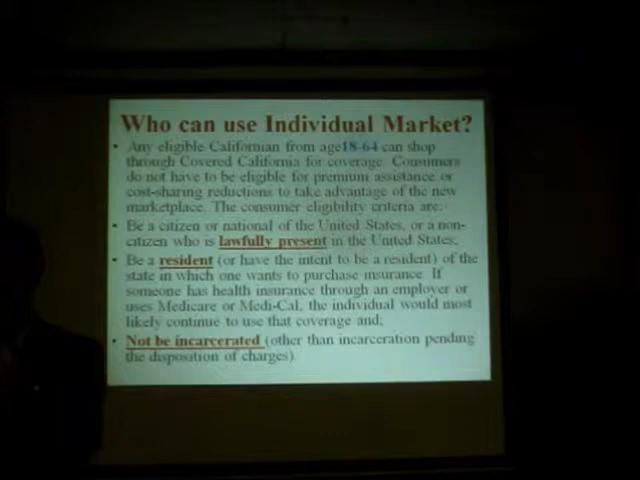 Who can use Individual Market?
• Any eligible Californian from age18-64 can shop
through Covered California for coverage. Consumers
do not have to be eligible for premium assistance or
cost-sharing reductions to take advantage of the new
marketplace. The consumer eligibility criteria are:
• Be a citizen or national of the United States, or a non-
citizen who is lawfully present in the United States;
• Be a resident (or have the intent to be a resident) of the
state in which one wants to purchase insurance. If
someone has health insurance through an employer or
uses Medicare or Medi-Cal, the individual would most
likely continue to use that coverage and;
• Not be incarcerated (other than incarceration pending
the disposition of charges).